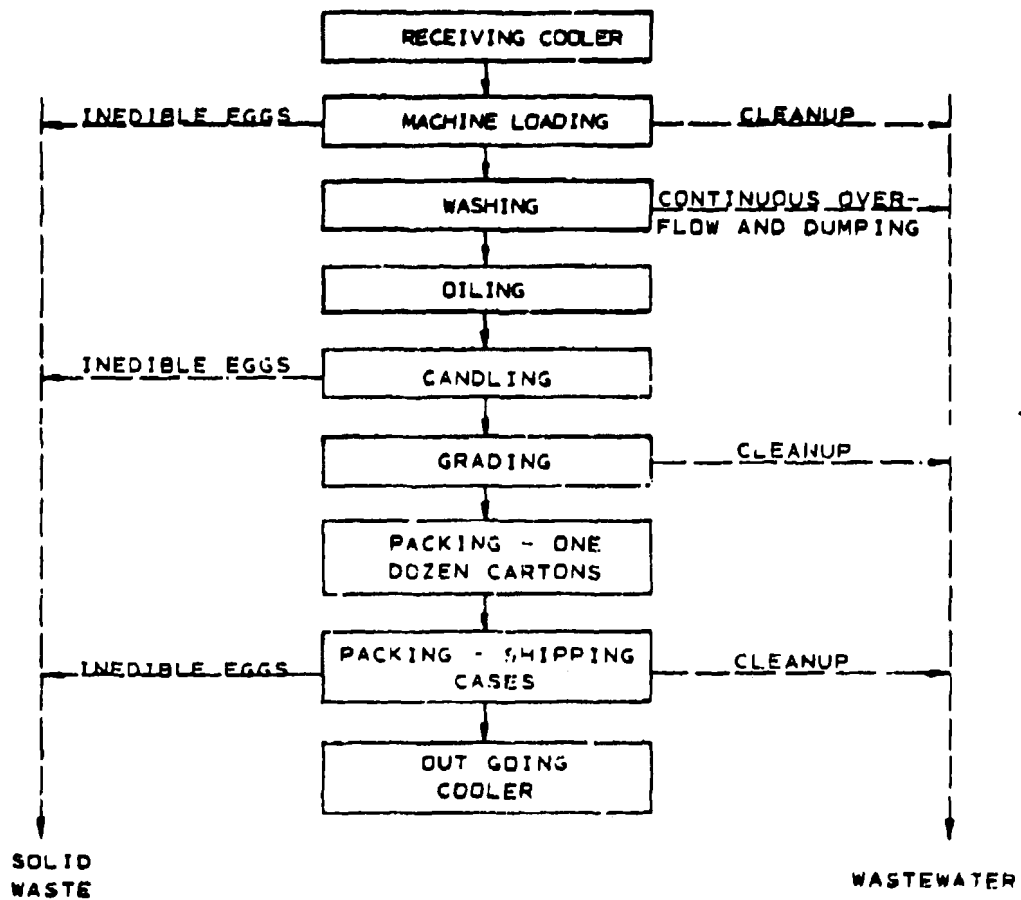 RECEIVING COOLER
INEDIBLE EGGS
MACHINE LOADING
CLEANUP
WASHING
CONTINUOUS OVER-
FLOW AND DUMPING
OILING
INEDIBLE EGGS
CANDLING
GRADING
CLEANUP
PACKING - ONE
DOZEN CARTONS
INEDIBLE EGGS
PACKING - SHIPPING
CASES
CLEANUP
OUT GOING
COOLER
SOLID
WASTE
WASTEWATER